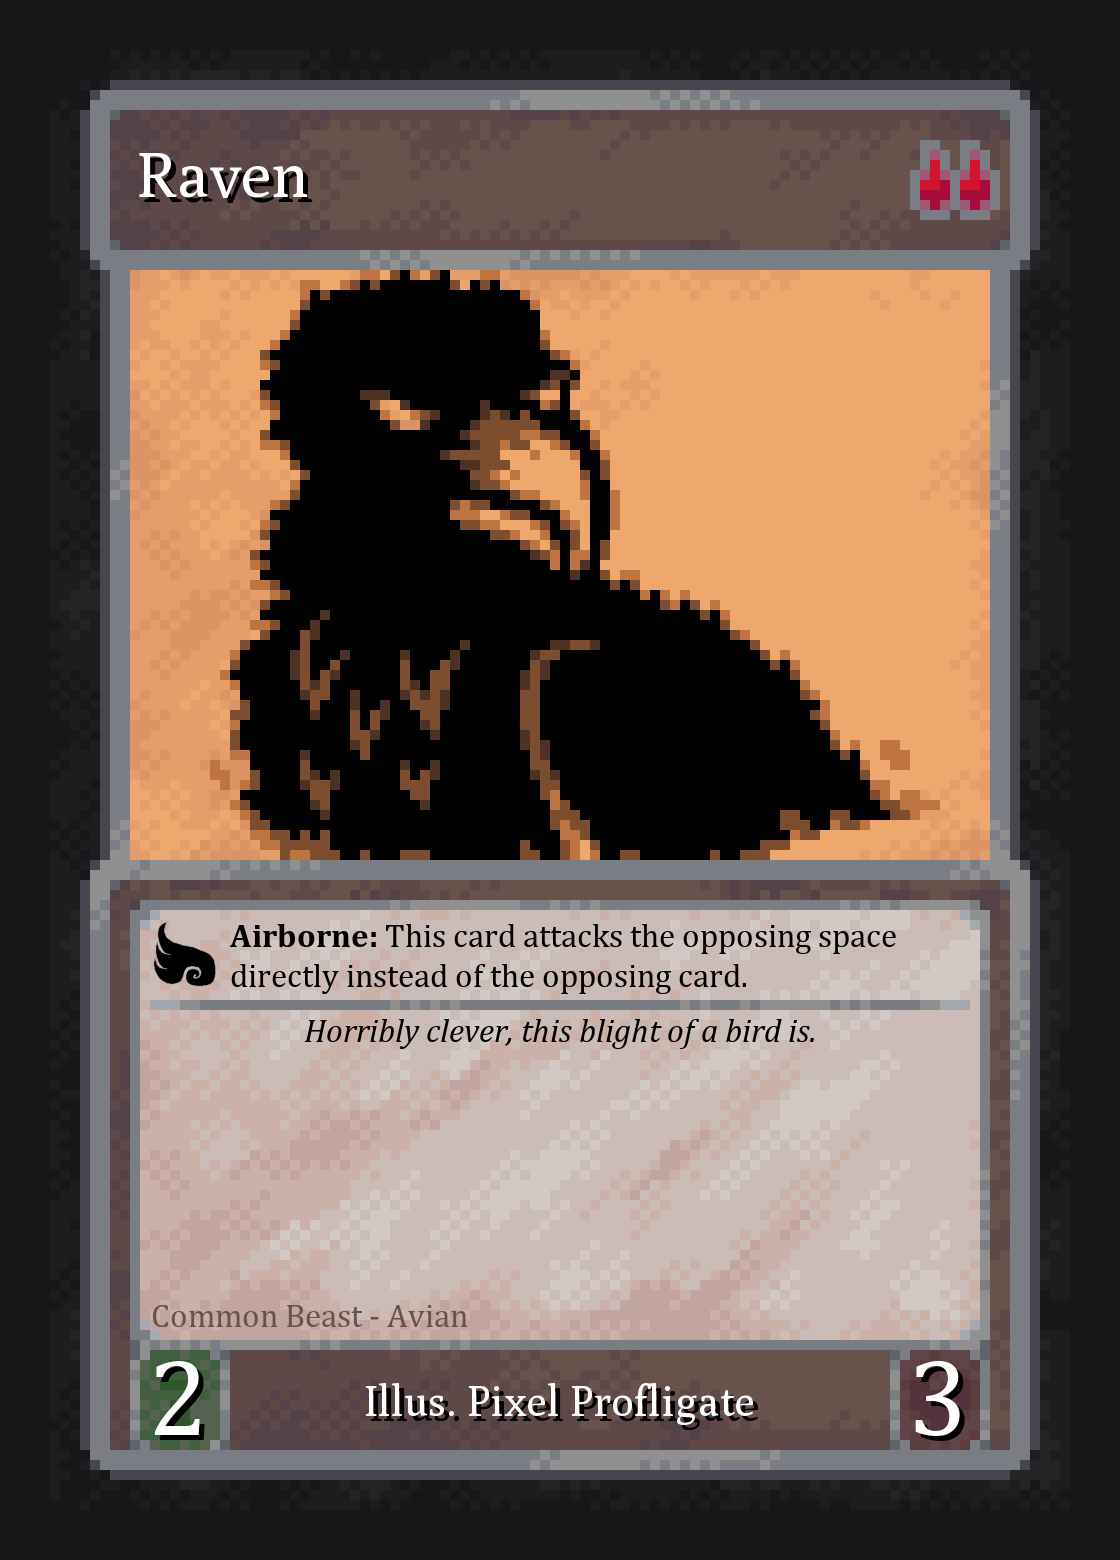 Raven
Airborne: This card attacks the opposing space
directly instead of the opposing card.
Horribly clever, this blight of a bird is.
Common Beast - Avian
2
Illus. Pixel Profligate
3